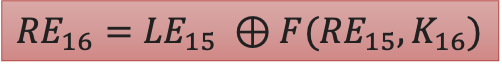 RE₁₆ = LE₁₅ ⊕ F(RE₁₅, K₁₆)